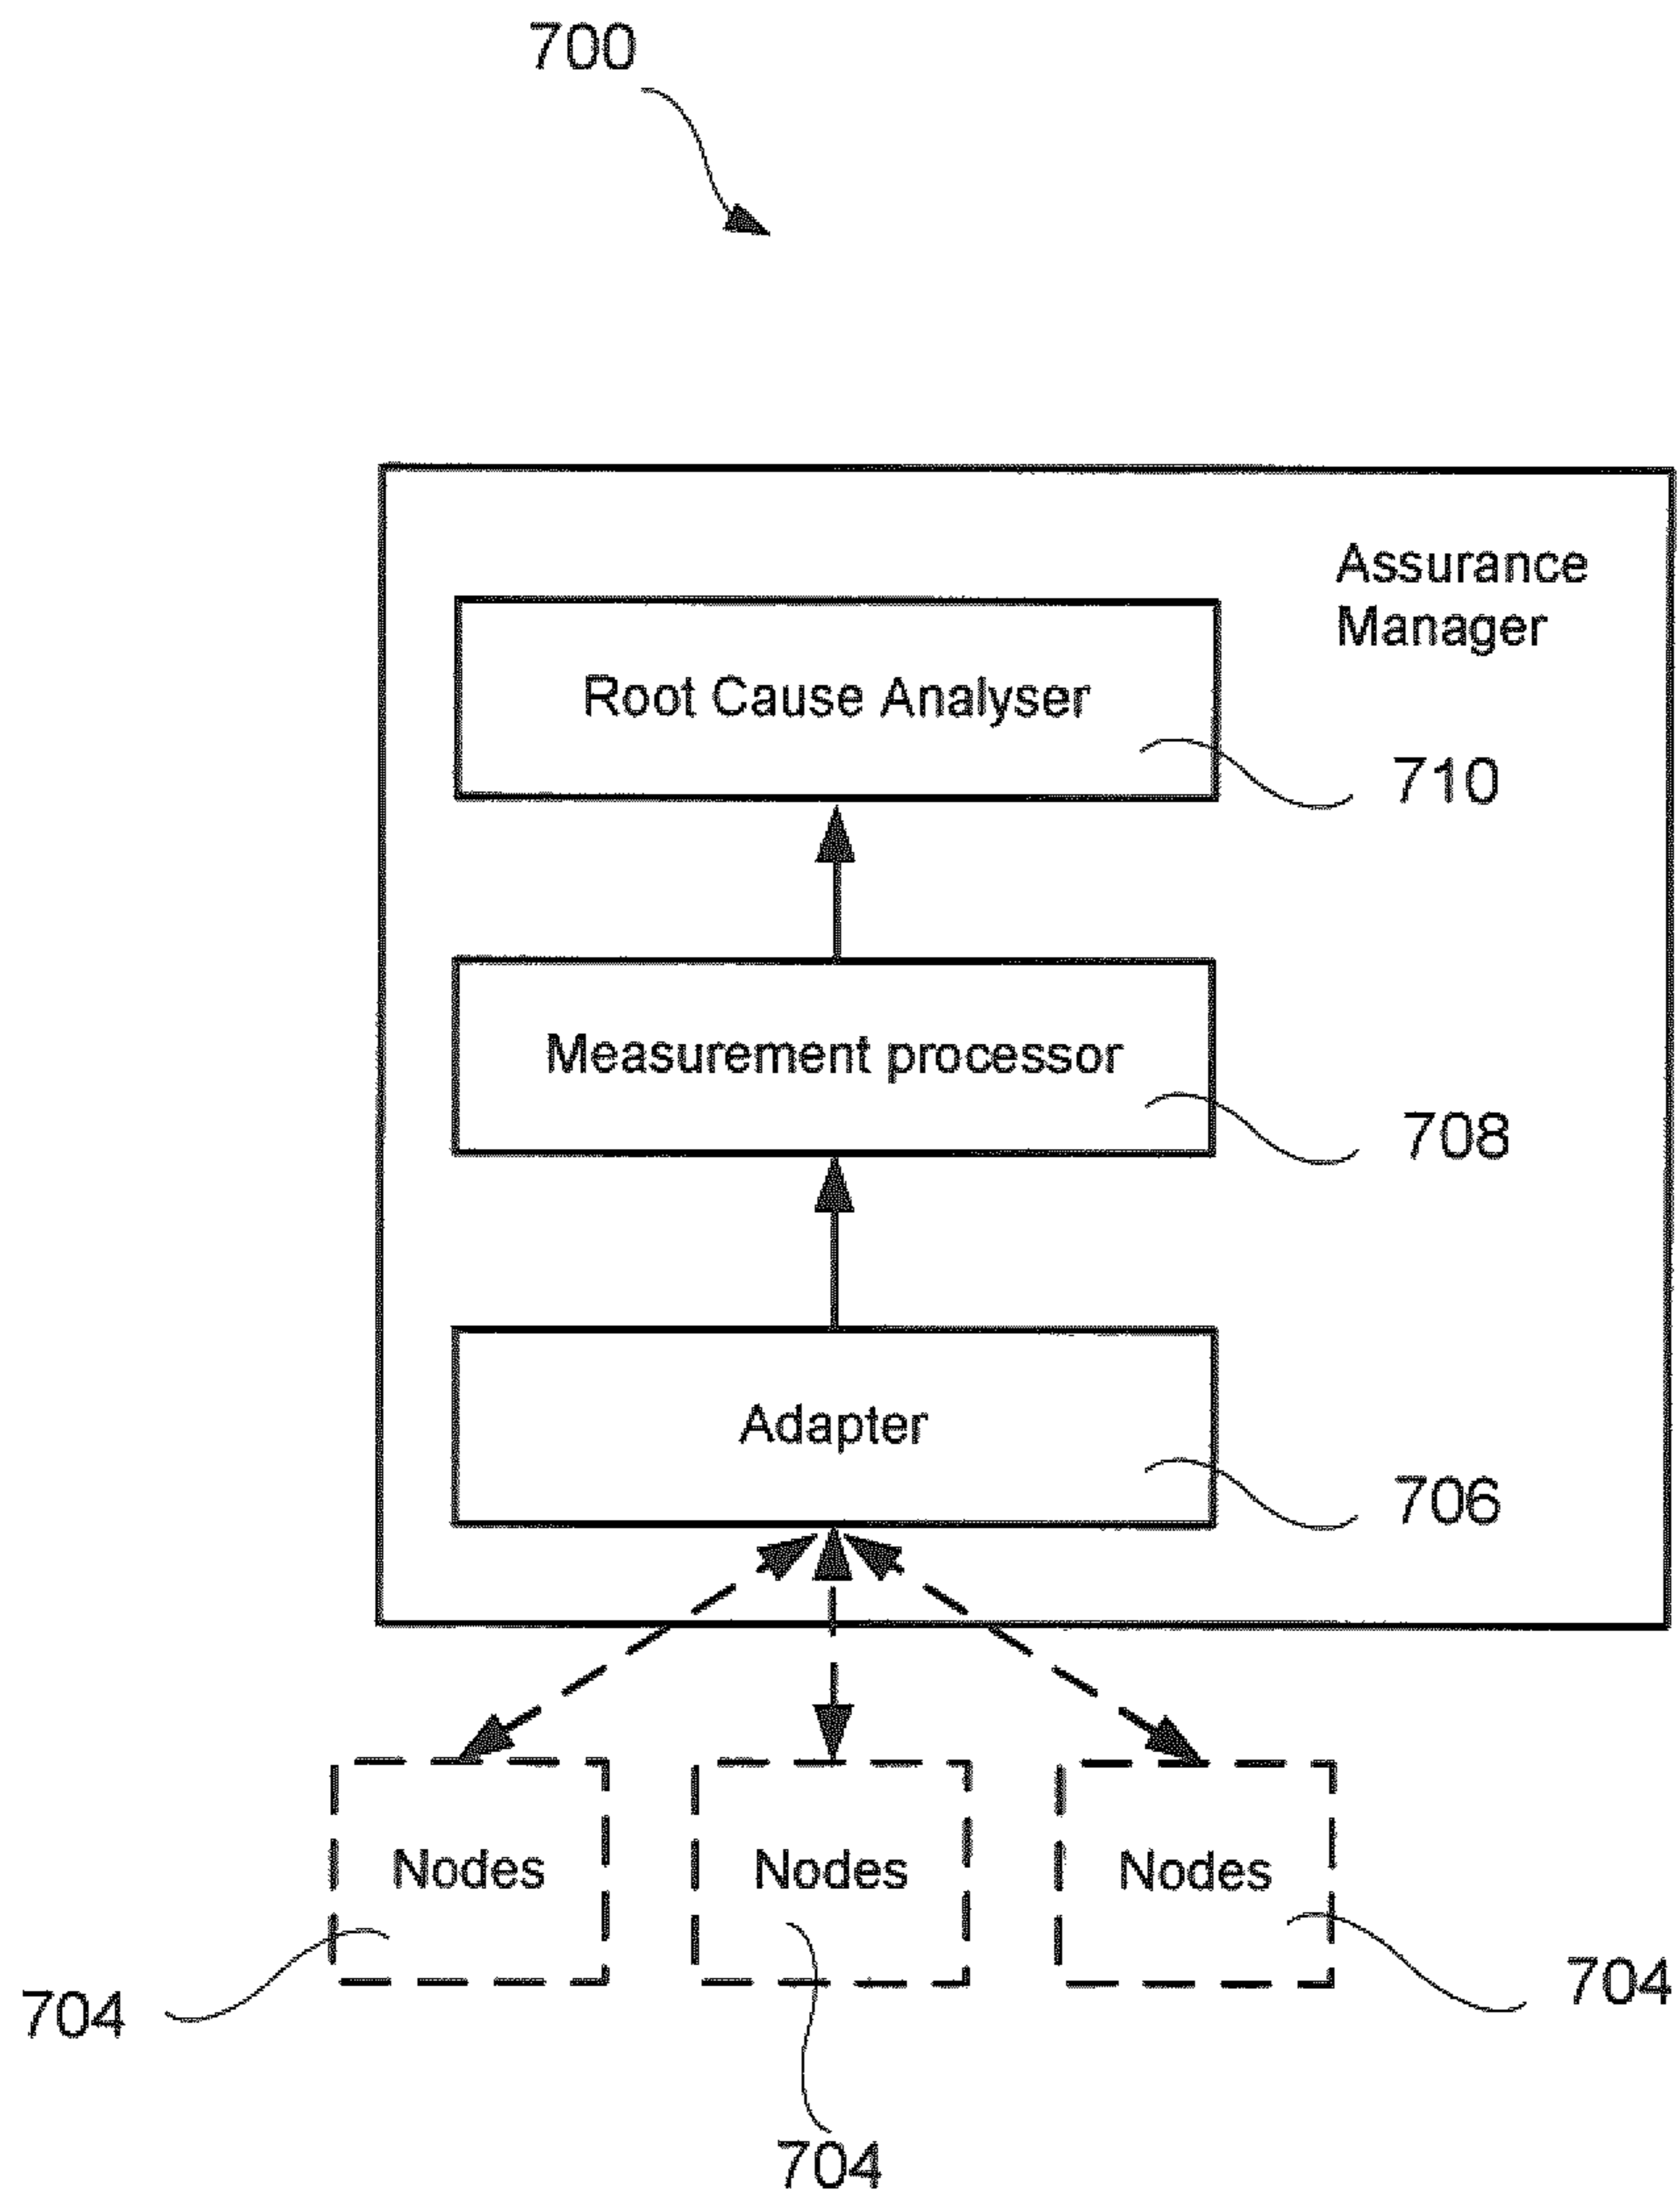 700
Assurance
Manager
Root Cause Analyser
710
Measurement processor
708
Adapter
706
Nodes
Nodes
Nodes
704
704
704